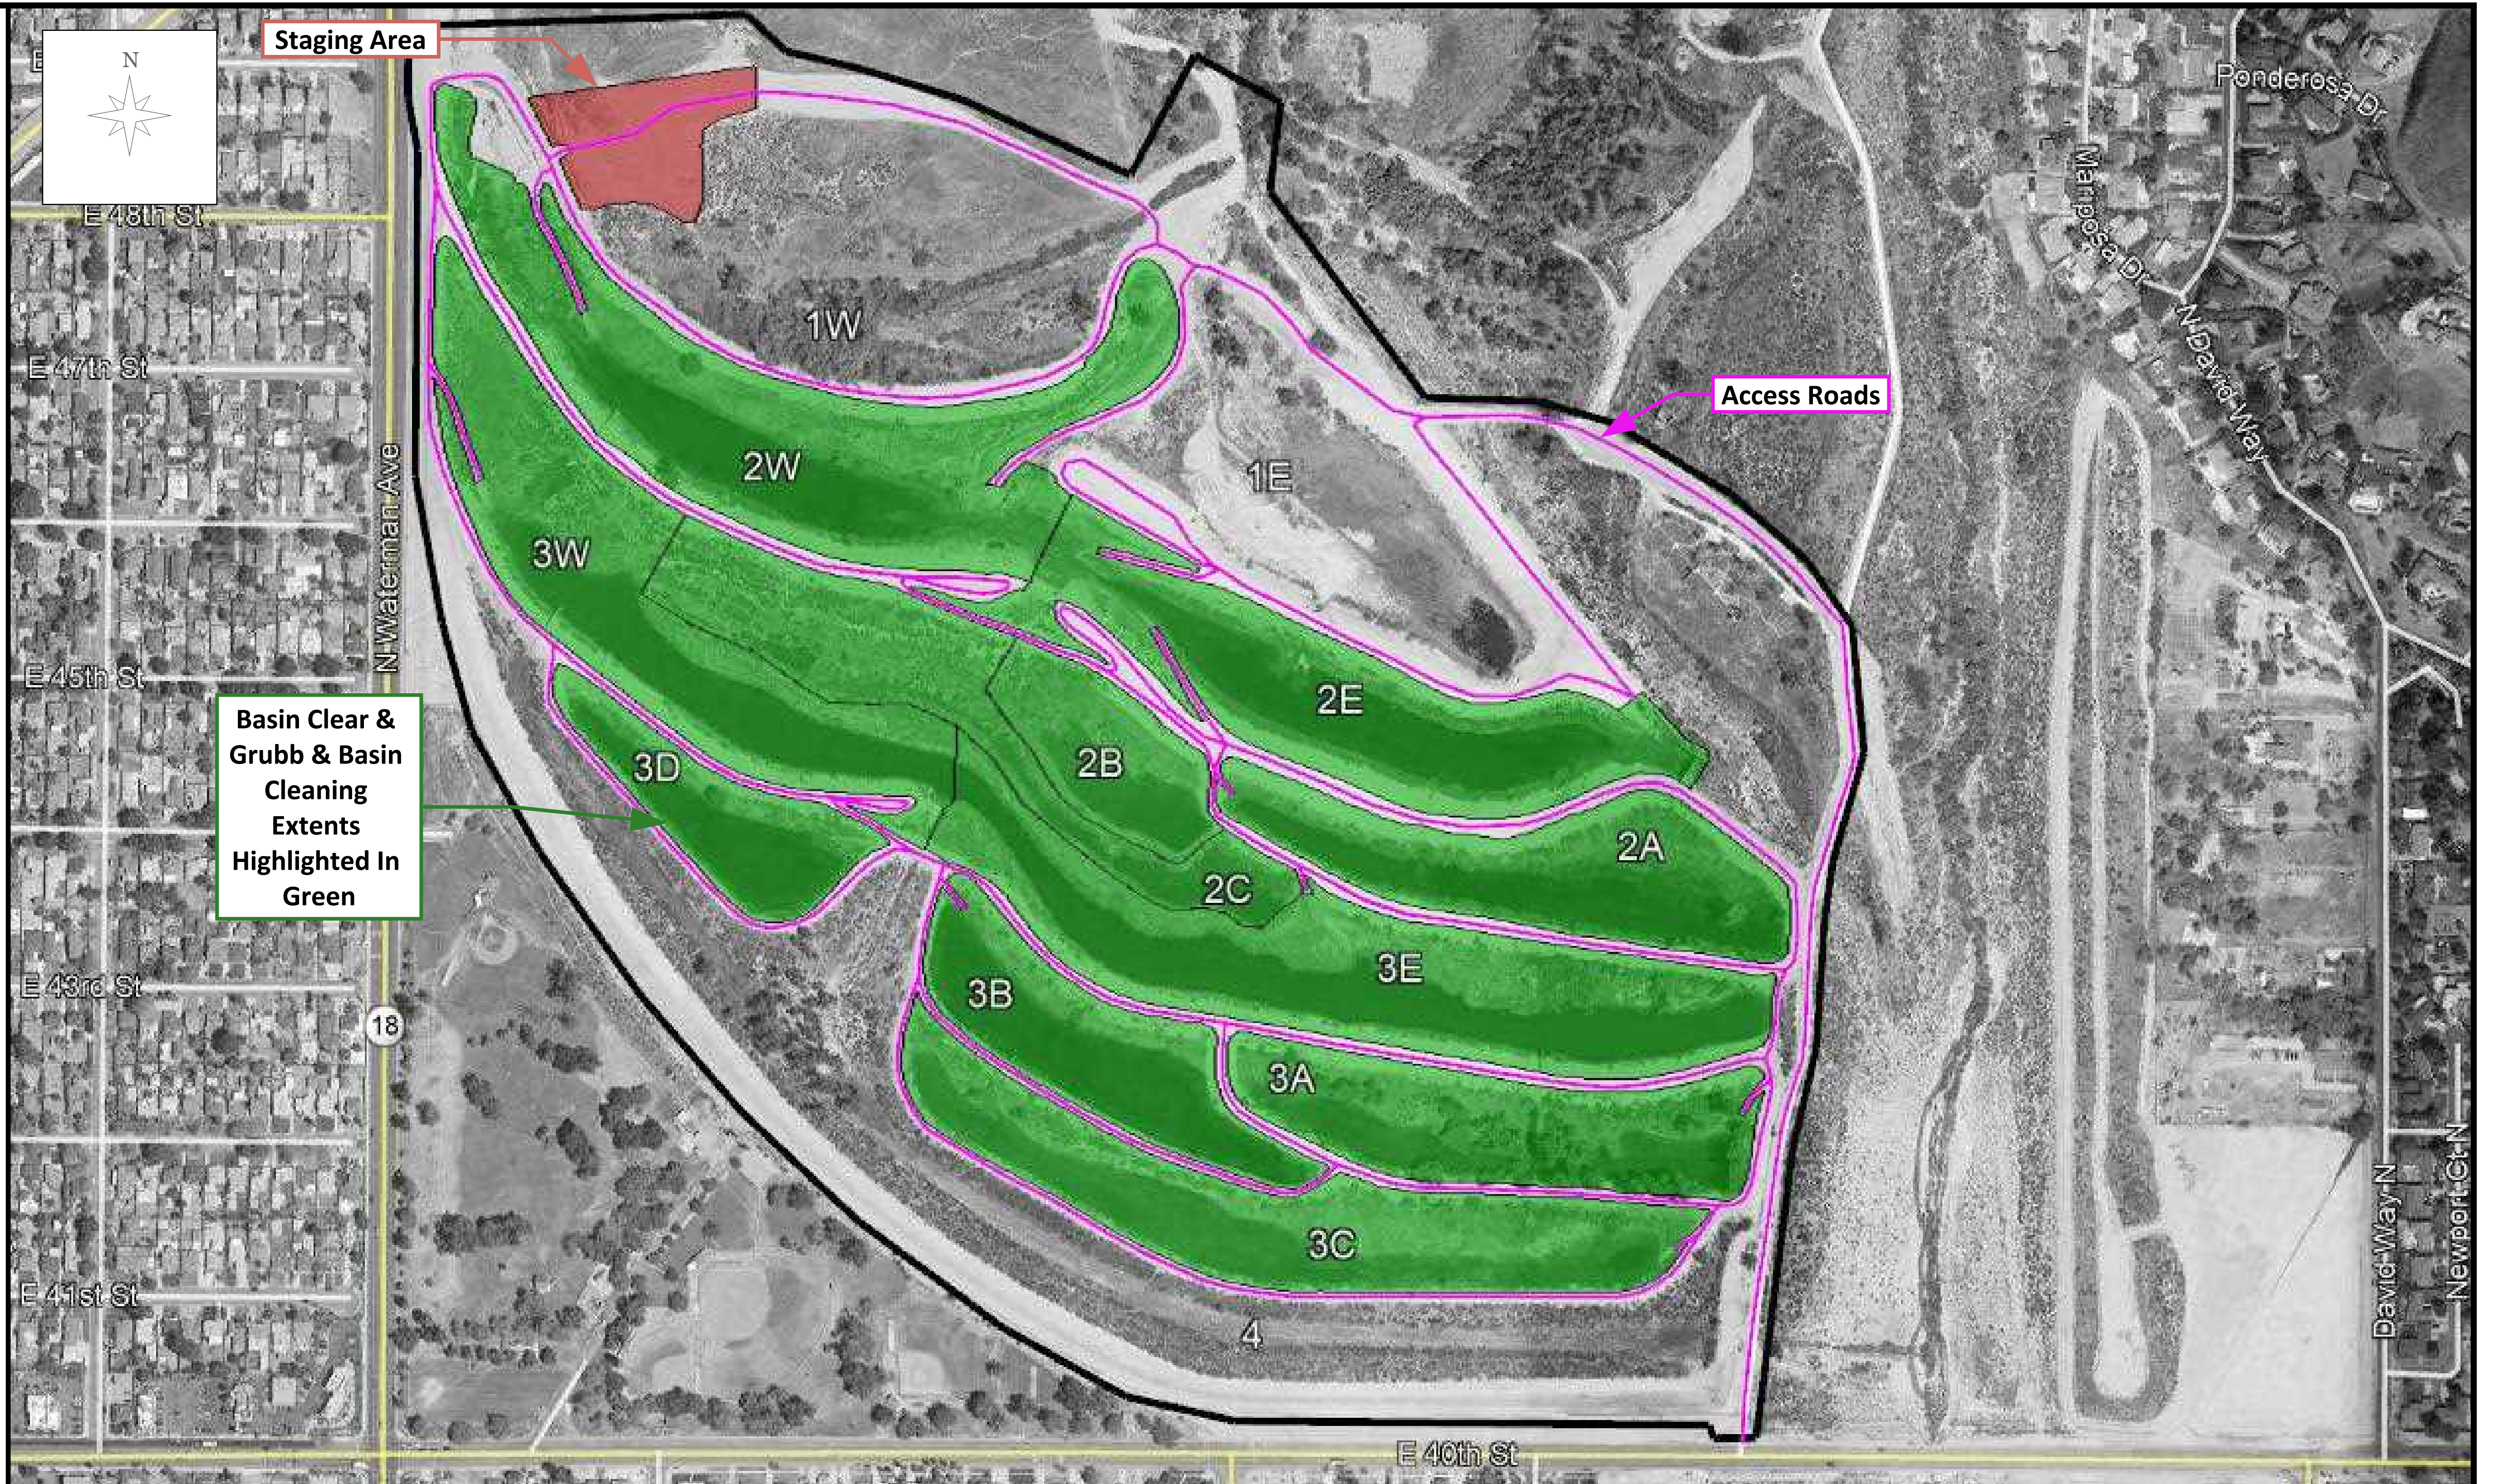 Staging Area
N
Ponderosa Dr
Mariposa Dr
E 48th St
1W
N David Way
E 47th St
Access Roads
2W
1E
N Waterman Ave
3W
E 45th St
2E
Basin Clear &
Grubb & Basin
Cleaning
Extents
Highlighted In
Green
3D
2B
2A
2C
3E
E 43rd St
3B
18
3A
3C
David Way N
Newport Ct N
E 41st St
4
E 40th St